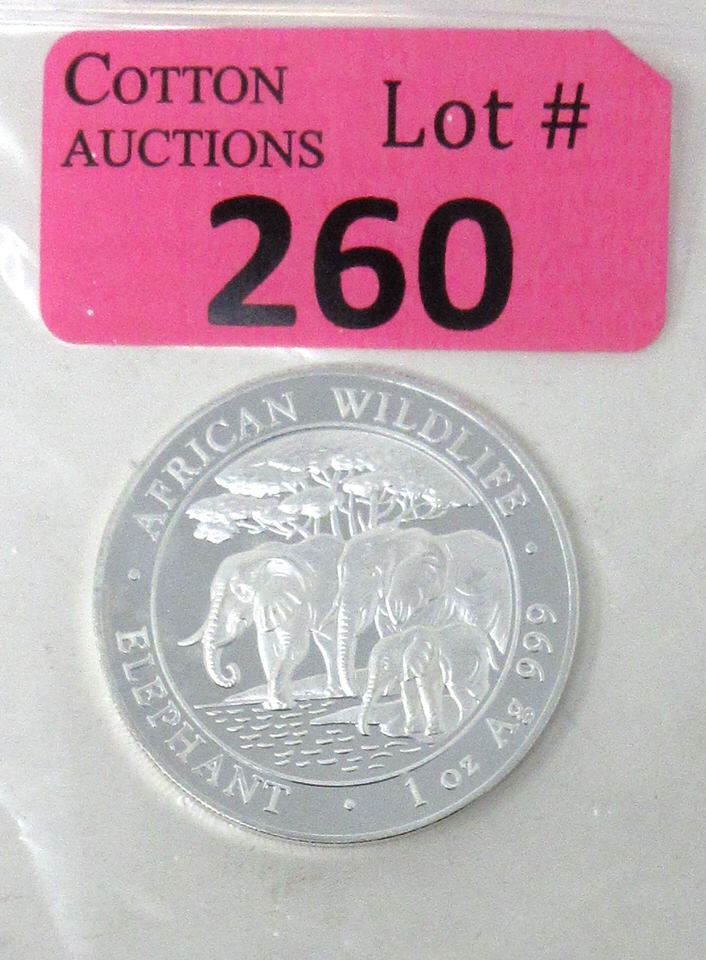 COTTON
AUCTIONS
Lot #
260
AFRICAN WILDLIFE
ELEPHANT
1 oz Ag 999